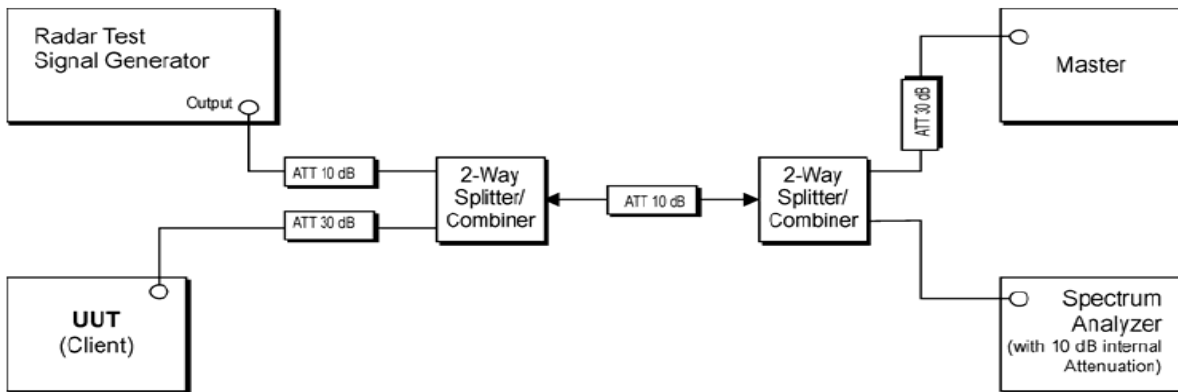 Radar Test
Signal Generator
Output
ATT 10 dB
2-Way
Splitter/
Combiner
ATT 30 dB
UUT
(Client)
ATT 10 dB
2-Way
Splitter/
Combiner
ATT 30 dB
Master
Spectrum
Analyzer
(with 10 dB internal
Attenuation)